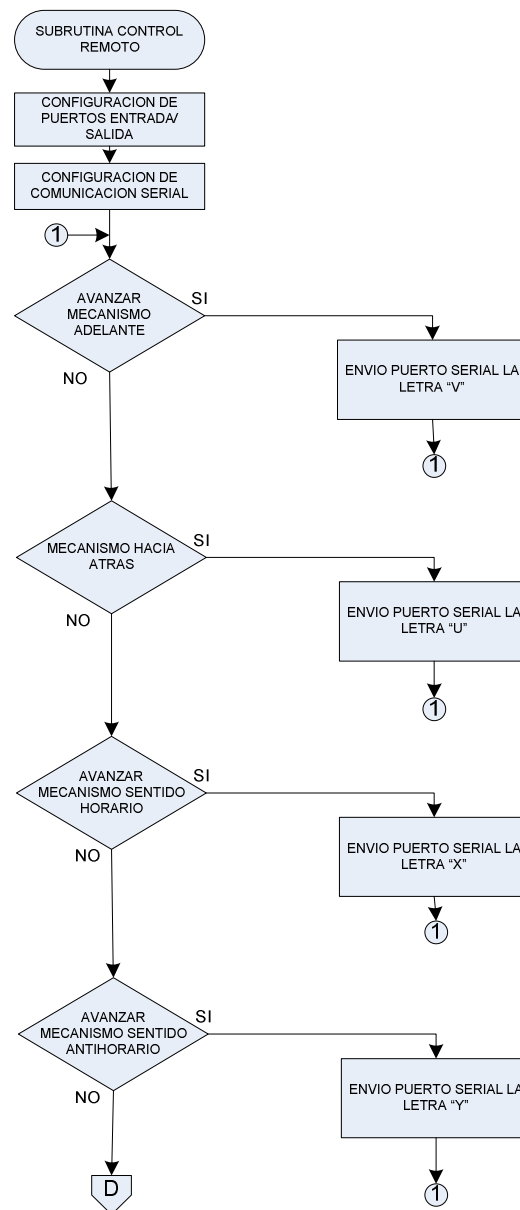 SUBRUTINA CONTROL
REMOTO
CONFIGURACION DE
PUERTOS ENTRADA/
SALIDA
CONFIGURACION DE
COMUNICACION SERIAL
1
AVANZAR
MECANISMO
ADELANTE
SI
NO
ENVIO PUERTO SERIAL LA
LETRA “V”
1
MECANISMO HACIA
ATRAS
SI
NO
ENVIO PUERTO SERIAL LA
LETRA “U”
1
AVANZAR
MECANISMO SENTIDO
HORARIO
SI
NO
ENVIO PUERTO SERIAL LA
LETRA “X”
1
AVANZAR
MECANISMO SENTIDO
ANTIHORARIO
SI
NO
ENVIO PUERTO SERIAL LA
LETRA “Y”
1
D